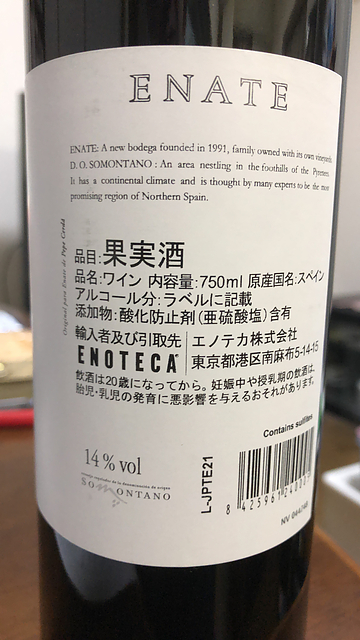 ENATE
ENATE: A new bodega founded in 1991, family owned with its own vineyards
D. O. SOMONTANO : An area nestling in the foothills of the Pyrenees
It has a continental climate and is thought by many experts to be the most
promising region of Northern Spain.
Original para Enate de Pepe Cerdá
品目:果実酒
品名:ワイン 内容量:750ml 原産国名:スペイン
アルコール分:ラベルに記載
添加物:酸化防止剤(亜硫酸塩)含有
輸入者及び引取先
ENOTECA
エノテカ株式会社
東京都港区南麻布5-14-15
飲酒は20歳になってから。妊娠中や授乳期の飲酒は、
胎児・乳児の発育に悪影響を与えるおそれがあります。
Contains sulfites
14 % vol
SOMONTANO
L-JPTE21